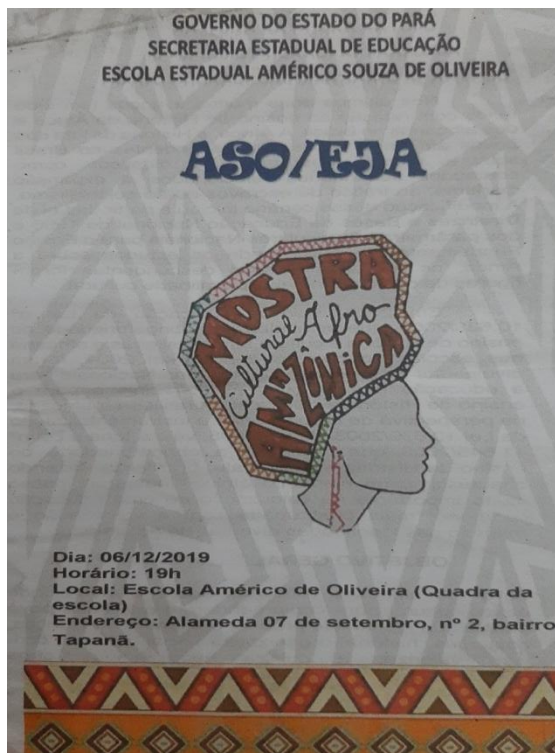 GOVERNO DO ESTADO DO PARÁ
SECRETARIA ESTADUAL DE EDUCAÇÃO
ESCOLA ESTADUAL AMÉRICO SOUZA DE OLIVEIRA
ASO/EJA
MOSTRA
Cultural Afro
AMAZÔNICA
Dia: 06/12/2019
Horário: 19h
Local: Escola Américo de Oliveira (Quadra da
escola)
Endereço: Alameda 07 de setembro, nº 2, bairro
Tapanã.